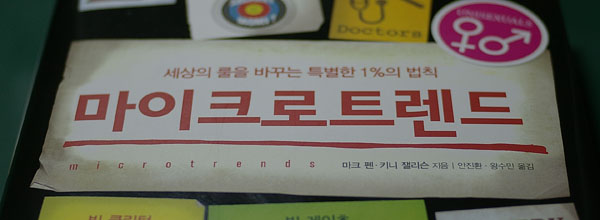 Doctors
UNISEXUALS
세상의 룰을 바꾸는 특별한 1%의 법칙
마이크로트렌드
microtrends
마크 펜·키니 잴리슨 지음 | 안진환·왕수민 옮김